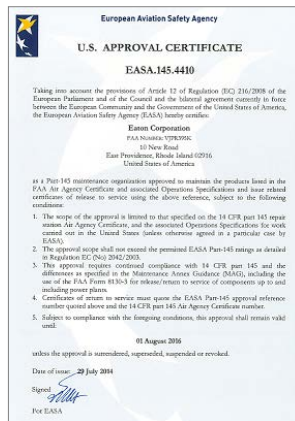 European Aviation Safety Agency
U.S. APPROVAL CERTIFICATE
EASA.145.4410
Taking into account the provisions of Article 12 of Regulation (EC) 216/2008 of the
European Parliament and of the Council and the bilateral agreement currently in force
between the European Community and the Government of the United States of America,
the European Aviation Safety Agency (EASA) hereby certifies:
Eaton Corporation
FAA Number:
10 New Road
East Providence, Rhode Island 02916
United States of America
as a Part-145 maintenance organization approved to maintain the products listed in the
FAA Air Agency Certificate and associated Operations Specifications and issue related
certificates of release to service using the above reference, subject to the following
conditions:
1. The scope of the approval is limited to that specified on the 14 CFR part 145 repair
station Air Agency Certificate, and the associated Operations Specifications for work
carried out in the United States (unless otherwise agreed in a particular case by
EASA).
2. The approval scope shall not exceed the permitted EASA Part-145 ratings as detailed
in Regulation EC (No) 2042/2003.
3. This approval requires continued compliance with 14 CFR part 145 and the
differences as specified in the Maintenance Annex Guidance (MAG), including the
use of the FAA Form 8130-3 for release/return to service of components up to and
including power plants.
4. Certificates of return to service must quote the EASA Part-145 approval reference
number quoted above and the 14 CFR part 145 Air Agency Certificate number.
5. Subject to compliance with the foregoing conditions, this approval shall remain valid
until:
01 August 2016
unless the approval is surrendered, superseded, suspended or revoked.
Date of issue: 29 July 2014
Signed
For EASA